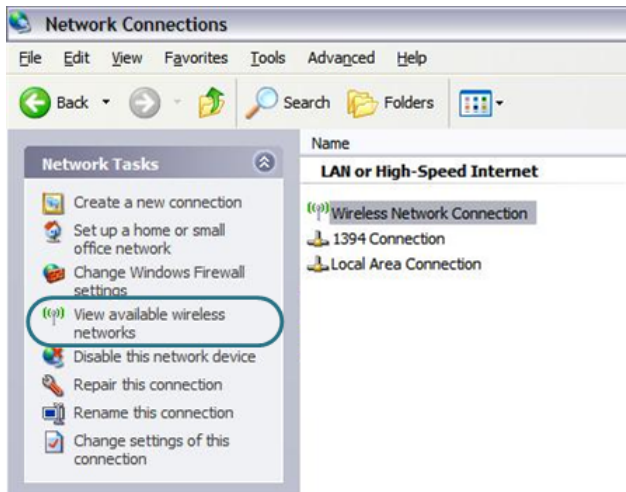 Network Connections
File Edit View Favorites Tools Advanced Help
Back Search Folders
Name
Network Tasks
LAN or High-Speed Internet
Create a new connection
Set up a home or small
office network
Change Windows Firewall
settings
View available wireless
networks
Disable this network device
Repair this connection
Rename this connection
Change settings of this
connection
Wireless Network Connection
1394 Connection
Local Area Connection